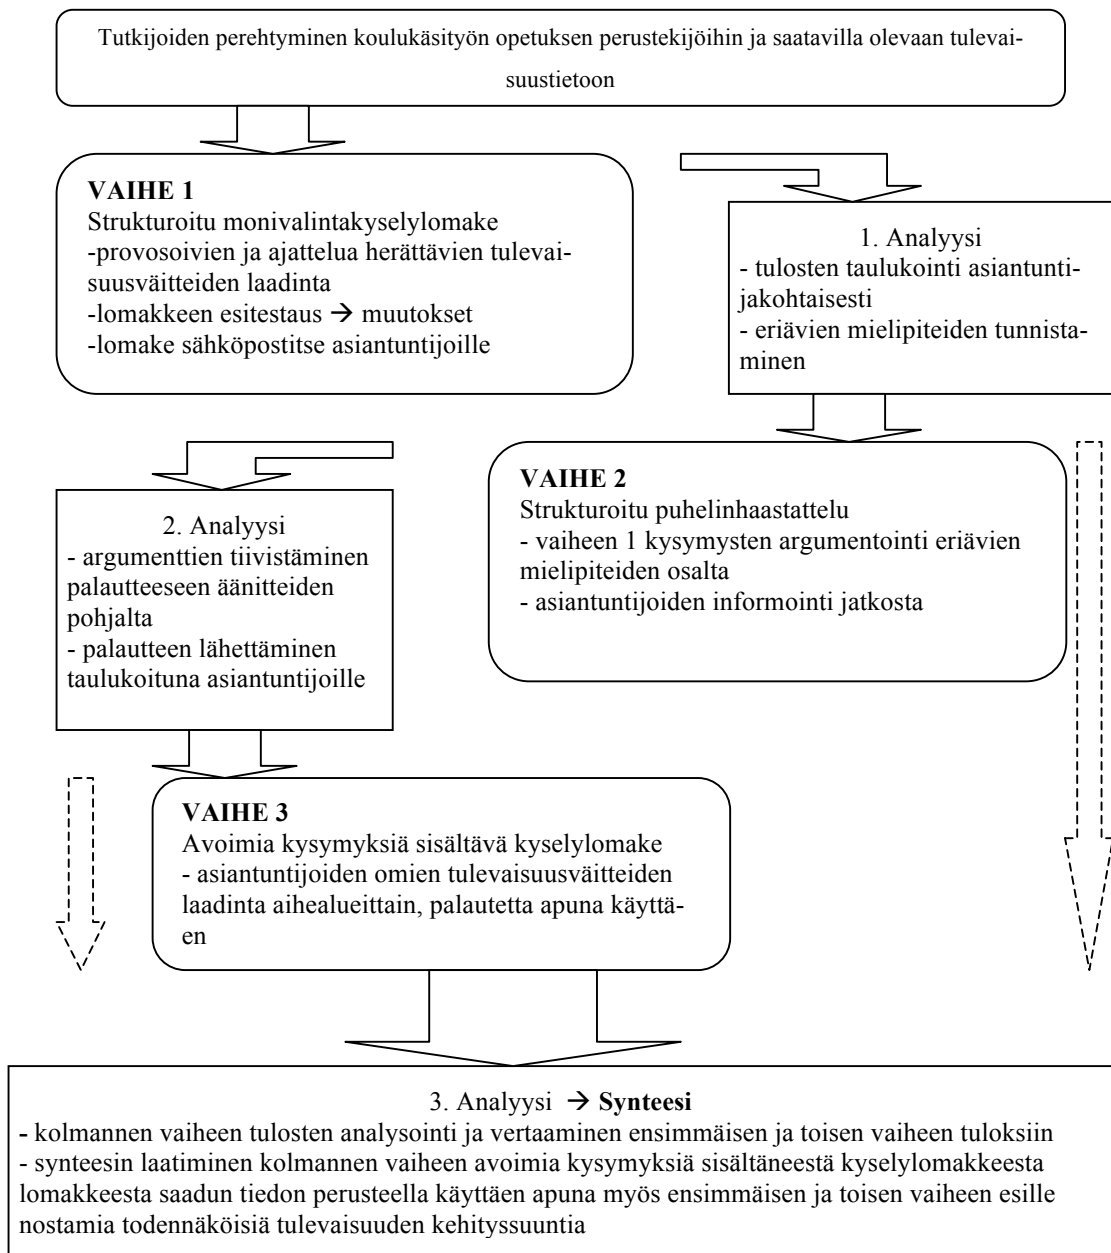 Tutkijoiden perehtyminen koulukäsityön opetuksen perustekijöihin ja saatavilla olevaan tulevai-
suustietoon
VAIHE 1
Strukturoitu monivalintakyselylomake
-provosoivien ja ajattelua herättävien tulevai-
suusväitteiden laadinta
-lomakkeen esitestaus → muutokset
-lomake sähköpostitse asiantuntijoille
1. Analyysi
- tulosten taulukointi asiantunti-
jakohtaisesti
- eriävien mielipiteiden tunnista-
minen
VAIHE 2
Strukturoitu puhelinhaastattelu
- vaiheen 1 kysymysten argumentointi eriävien
mielipiteiden osalta
- asiantuntijoiden informointi jatkosta
2. Analyysi
- argumenttien tiivistäminen
palautteeseen äänitteiden
pohjalta
- palautteen lähettäminen
taulukoituna asiantuntijoille
VAIHE 3
Avoimia kysymyksiä sisältävä kyselylomake
- asiantuntijoiden omien tulevaisuusväitteiden
laadinta aihealueittain, palautetta apuna käyttä-
en
3. Analyysi → Synteesi
- kolmannen vaiheen tulosten analysointi ja vertaaminen ensimmäisen ja toisen vaiheen tuloksiin
- synteesin laatiminen kolmannen vaiheen avoimia kysymyksiä sisältäneestä kyselylomakkeesta
lomakkeesta saadun tiedon perusteella käyttäen apuna myös ensimmäisen ja toisen vaiheen esille
nostamia todennäköisiä tulevaisuuden kehityssuuntia